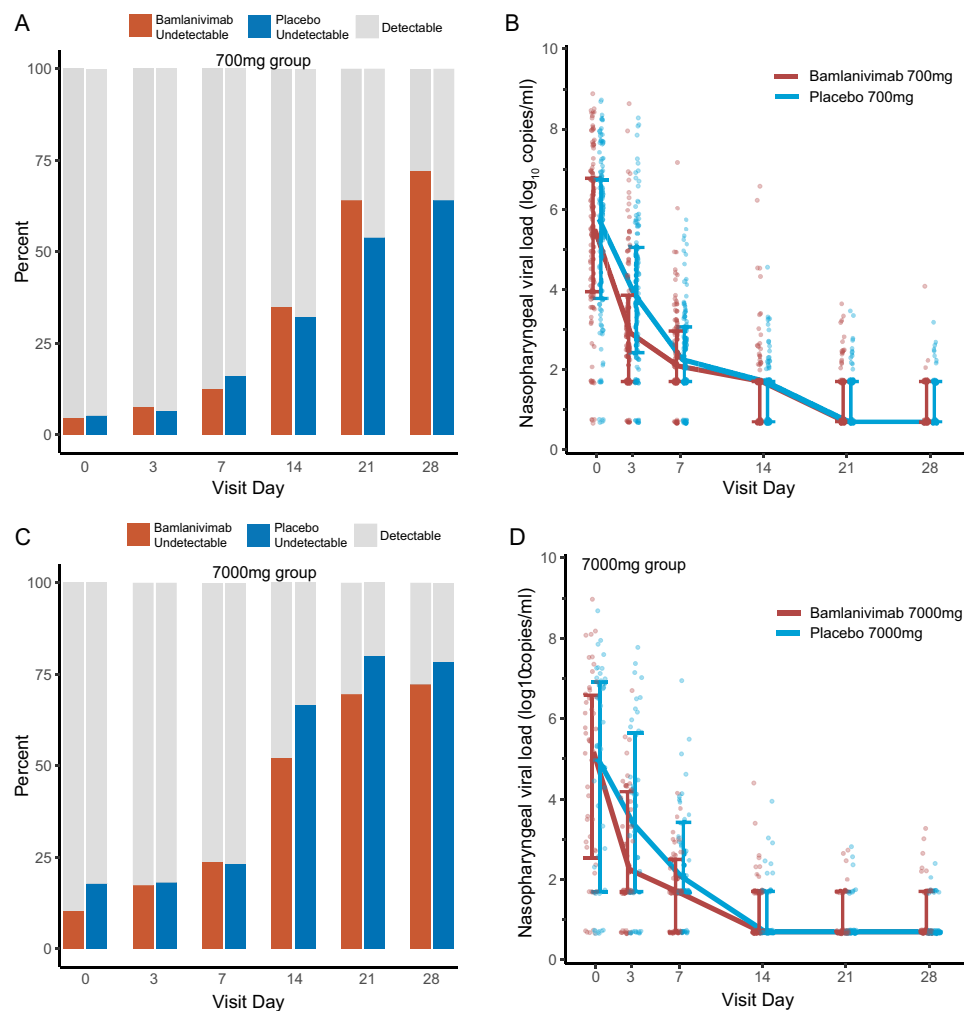 A
Bamlanivimab
Undetectable
Placebo
Undetectable
Detectable
700mg group
100
75
50
25
0
Percent
0 3 7 14 21 28
Visit Day
B
10
8
6
4
2
0
Nasopharyngeal viral load (log10 copies/ml)
Bamlanivimab 700mg
Placebo 700mg
0 3 7 14 21 28
Visit Day
C
Bamlanivimab
Undetectable
Placebo
Undetectable
Detectable
7000mg group
100
75
50
25
0
Percent
0 3 7 14 21 28
Visit Day
D
7000mg group
10
8
6
4
2
0
Nasopharyngeal viral load (log10copies/ml)
Bamlanivimab 7000mg
Placebo 7000mg
0 3 7 14 21 28
Visit Day